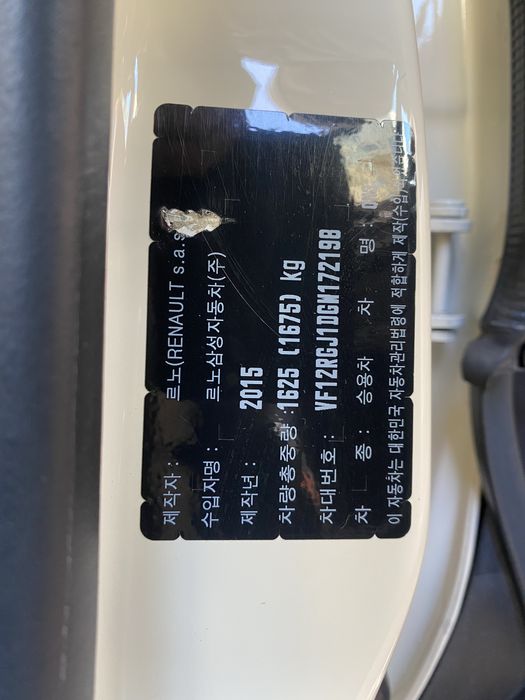 제작자 : 르노(RENAULT s.a.s
수입자명 : 르노삼성자동차(주)
제작년 : 2015
차량총중량 : 1625 (1675) kg
차대번호 : VF12RGJ1DGW172198
차 종 : 승용차 차 명 :
이 자동차는 대한민국 자동차관리법령에 적합하게 제작(수입)